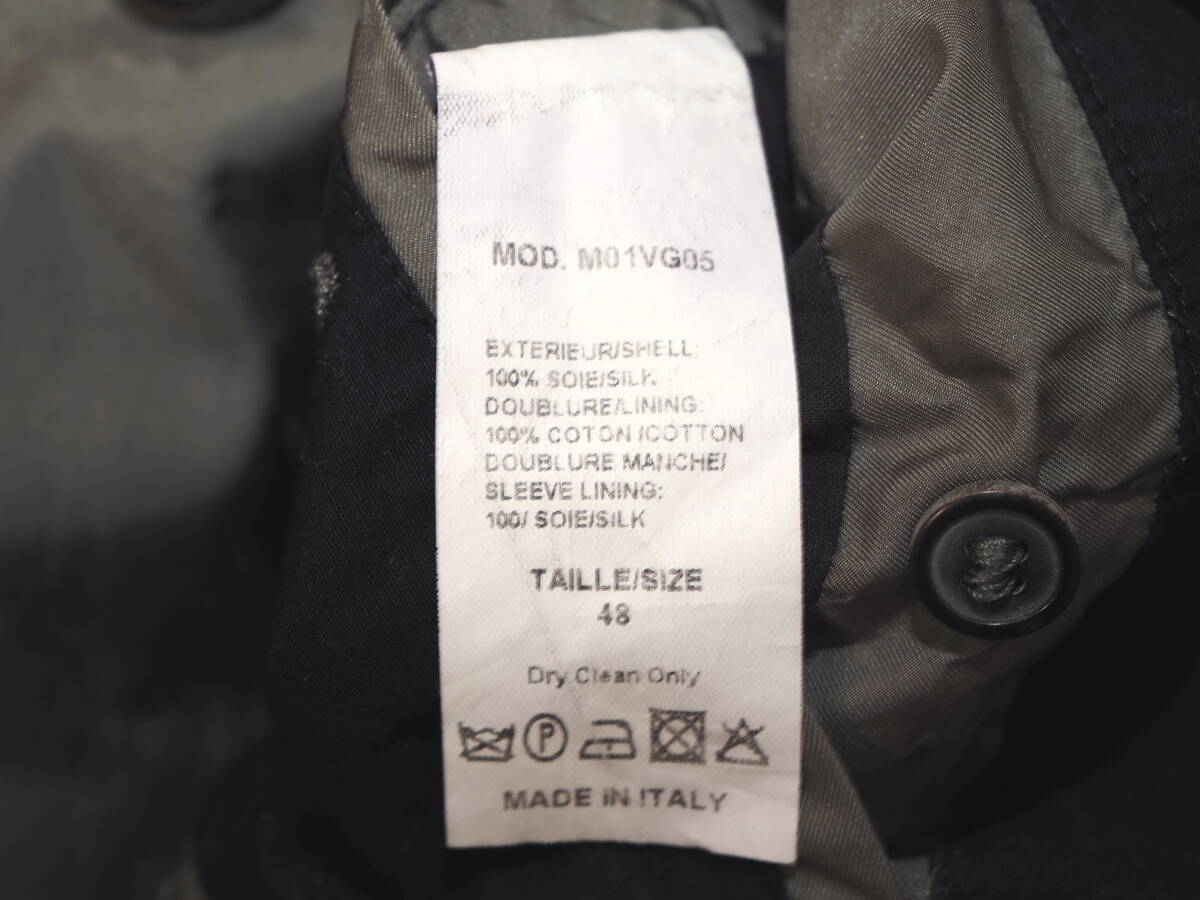 MOD. M01VG05
EXTERIEUR/SHELL:
100% SOIE/SILK
DOUBLURE/LINING:
100% COTON /COTTON
DOUBLURE MANCHE/
SLEEVE LINING:
100/ SOIE/SILK
TAILLE/SIZE
48
Dry Clean Only
P
MADE IN ITALY